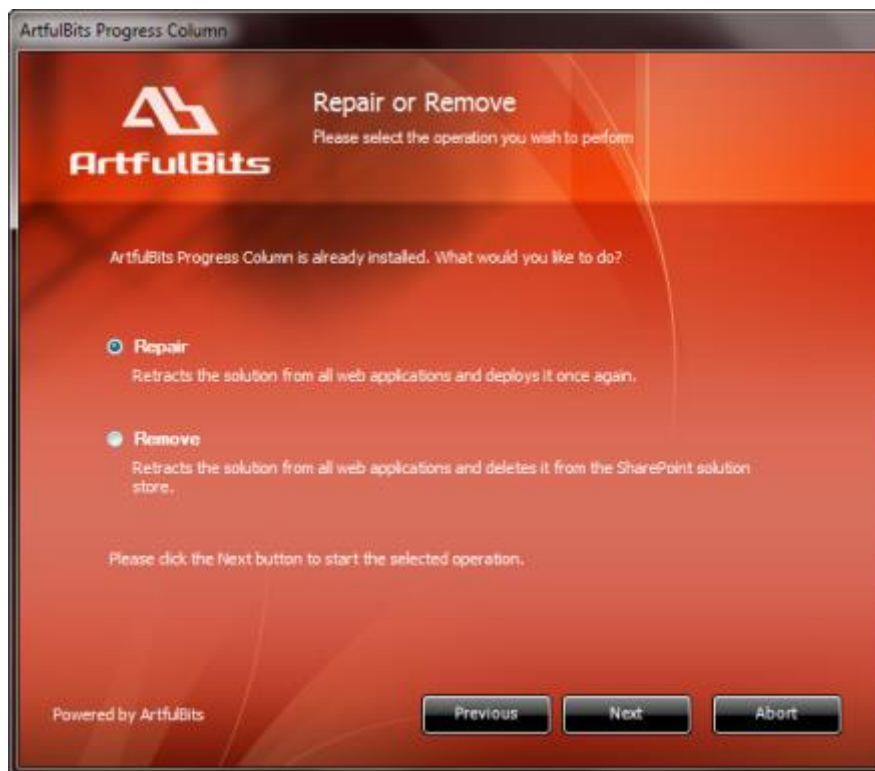 ArtfulBits Progress Column
ArtfulBits
Repair or Remove
Please select the operation you wish to perform
ArtfulBits Progress Column is already installed. What would you like to do?
Repair
Retracts the solution from all web applications and deploys it once again.
Remove
Retracts the solution from all web applications and deletes it from the SharePoint solution
store.
Please click the Next button to start the selected operation.
Powered by ArtfulBits
Previous
Next
Abort